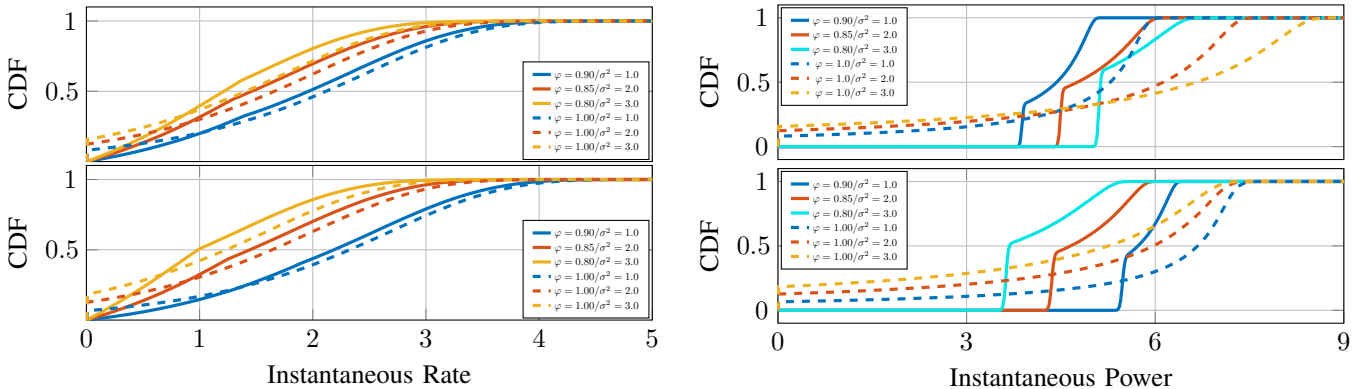 1
0.5
CDF
φ = 0.90/σ² = 1.0
φ = 0.85/σ² = 2.0
φ = 0.80/σ² = 3.0
φ = 1.00/σ² = 1.0
φ = 1.00/σ² = 2.0
φ = 1.00/σ² = 3.0
1
0.5
CDF
φ = 0.90/σ² = 1.0
φ = 0.85/σ² = 2.0
φ = 0.80/σ² = 3.0
φ = 1.00/σ² = 1.0
φ = 1.00/σ² = 2.0
φ = 1.00/σ² = 3.0
0 1 2 3 4 5
Instantaneous Rate
1
0.5
0
CDF
φ = 0.90/σ² = 1.0
φ = 0.85/σ² = 2.0
φ = 0.80/σ² = 3.0
φ = 1.0/σ² = 1.0
φ = 1.0/σ² = 2.0
φ = 1.0/σ² = 3.0
1
0.5
0
CDF
φ = 0.90/σ² = 1.0
φ = 0.85/σ² = 2.0
φ = 0.80/σ² = 3.0
φ = 1.00/σ² = 1.0
φ = 1.00/σ² = 2.0
φ = 1.00/σ² = 3.0
0 3 6 9
Instantaneous Power